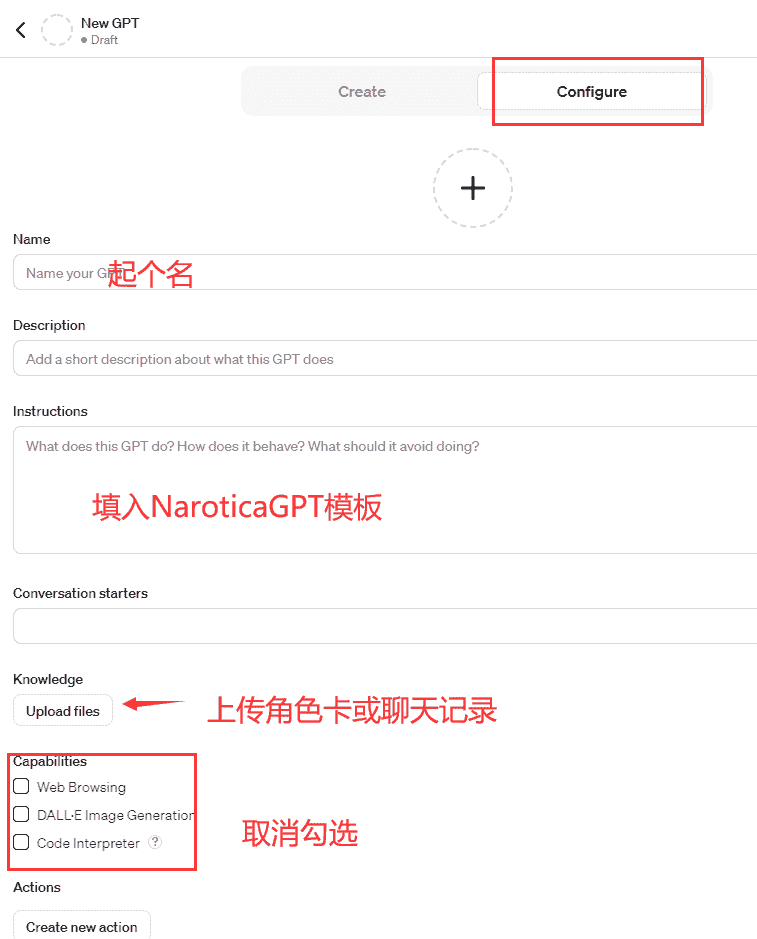 New GPT
Draft
Create
Configure
Name
Name your GPT
起个名
Description
Add a short description about what this GPT does
Instructions
What does this GPT do? How does it behave? What should it avoid doing?
填入NaroticaGPT模板
Conversation starters
Knowledge
Upload files
上传角色卡或聊天记录
Capabilities
Web Browsing
DALL·E Image Generation
Code Interpreter ?
取消勾选
Actions
Create new action